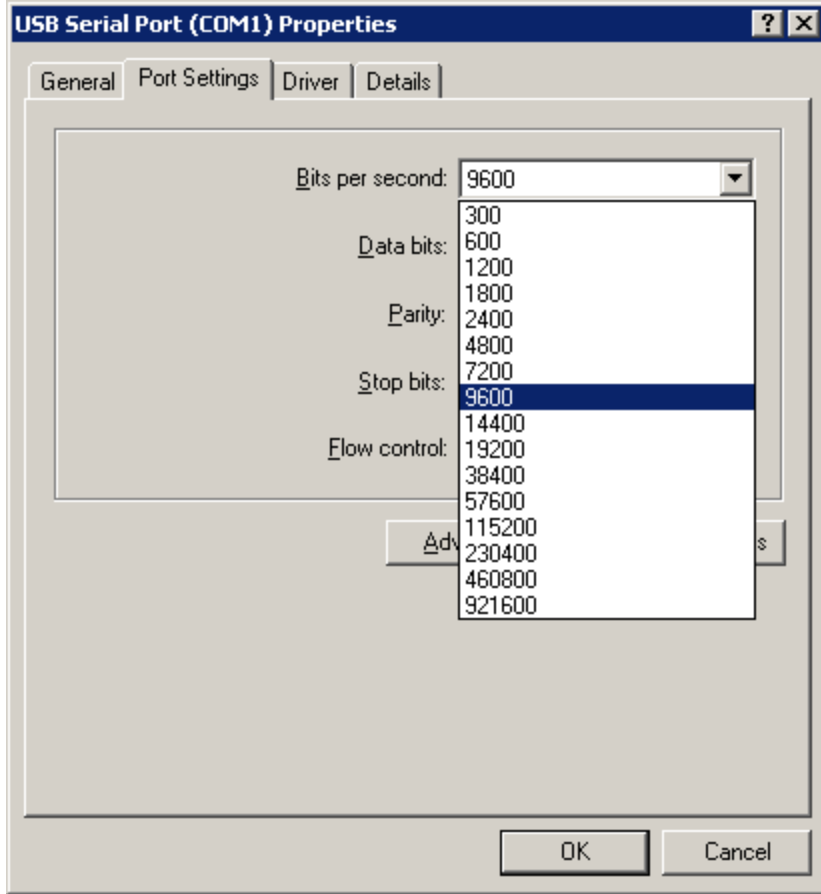 USB Serial Port (COM1) Properties
General Port Settings Driver Details
Bits per second: 9600
300
Data bits: 600
1200
1800
Parity: 2400
4800
7200
Stop bits: 9600
14400
Flow control: 19200
38400
57600
115200
230400
460800
921600
OK Cancel